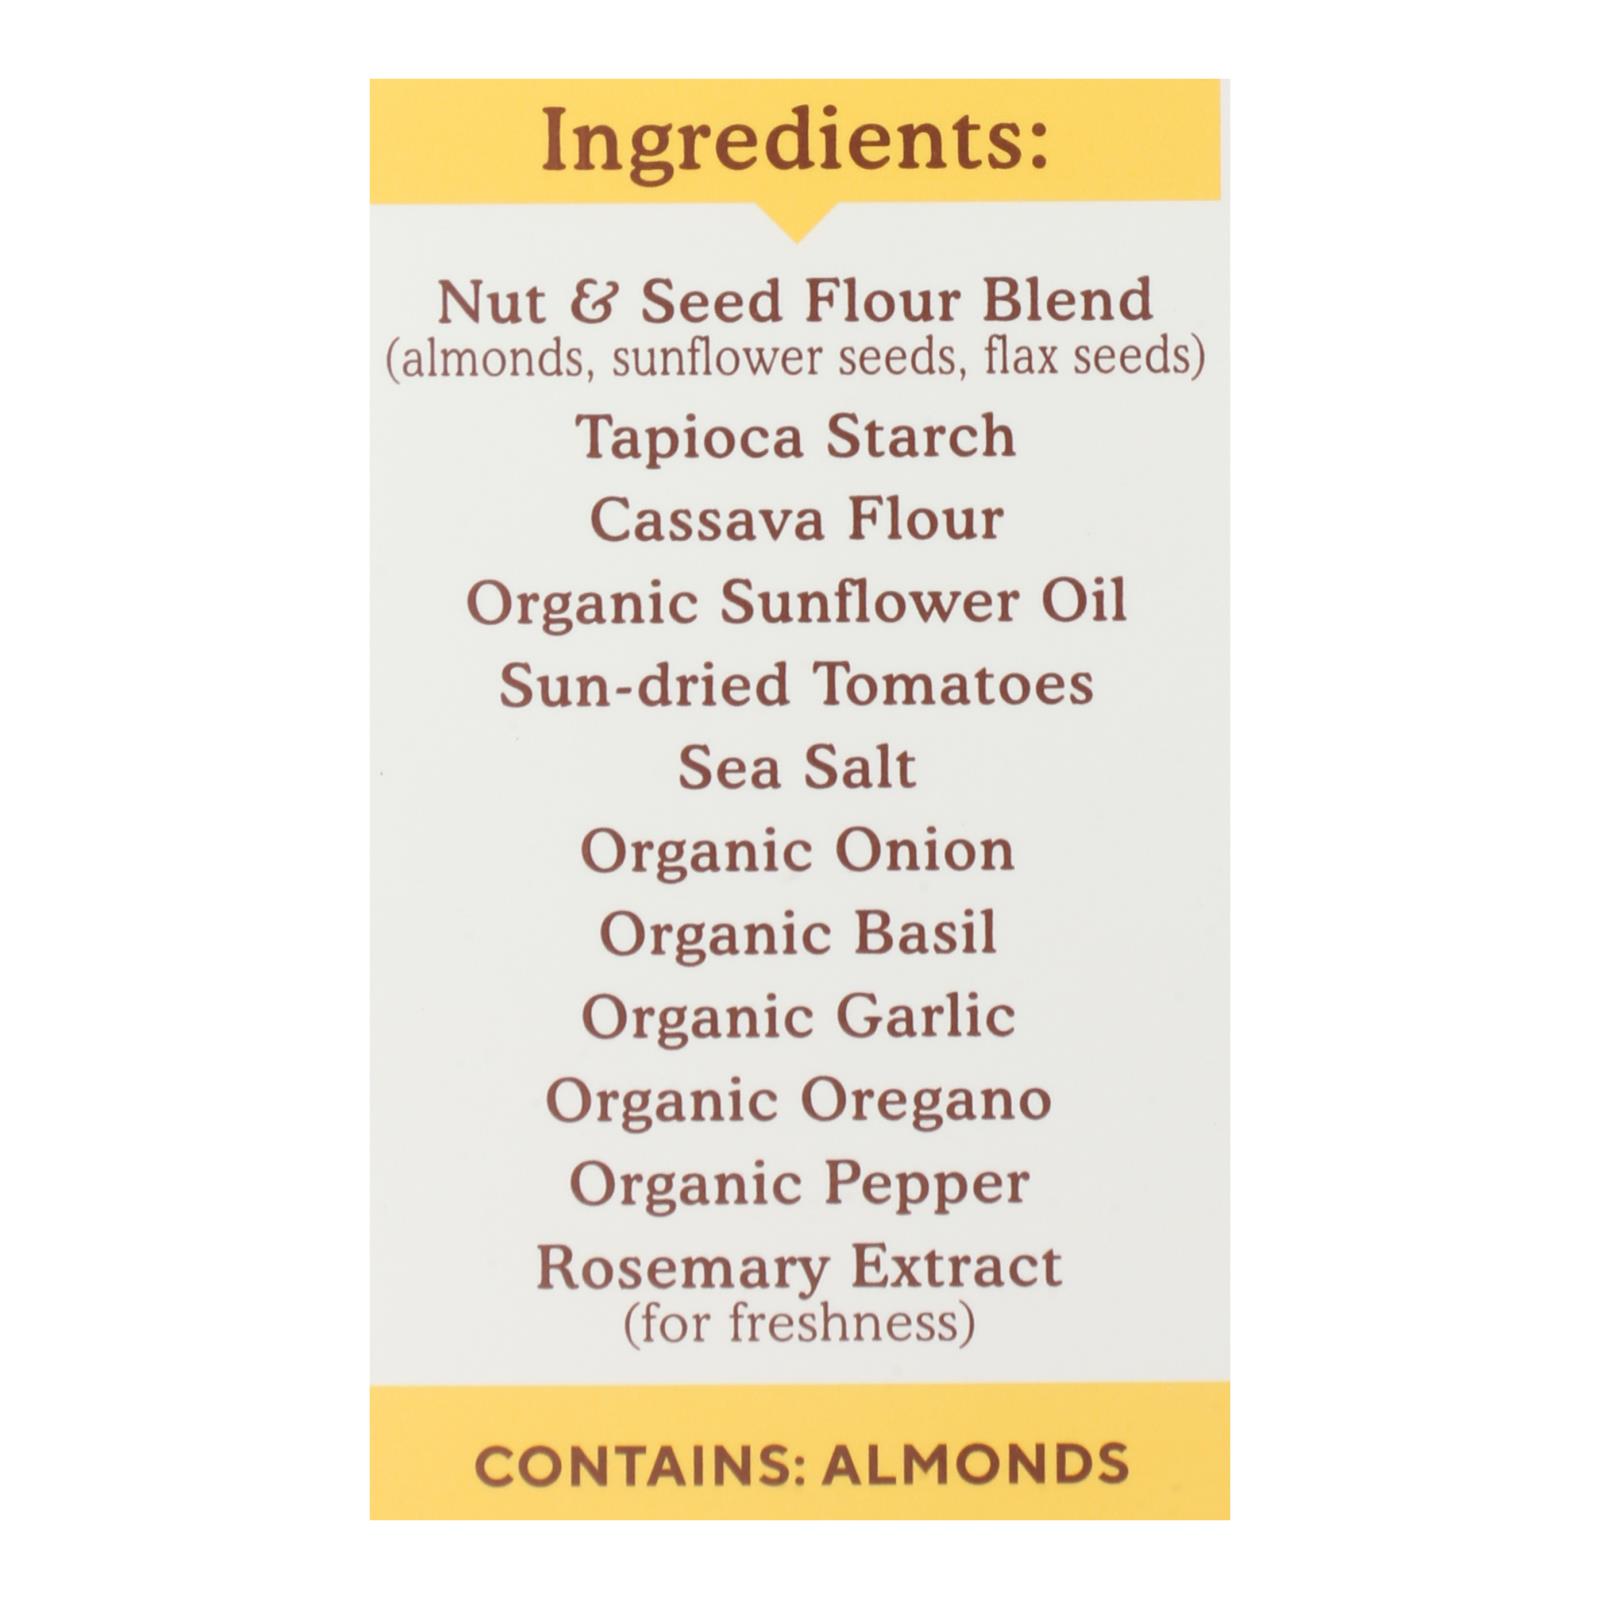 Ingredients:
Nut & Seed Flour Blend
(almonds, sunflower seeds, flax seeds)
Tapioca Starch
Cassava Flour
Organic Sunflower Oil
Sun-dried Tomatoes
Sea Salt
Organic Onion
Organic Basil
Organic Garlic
Organic Oregano
Organic Pepper
Rosemary Extract
(for freshness)
CONTAINS: ALMONDS